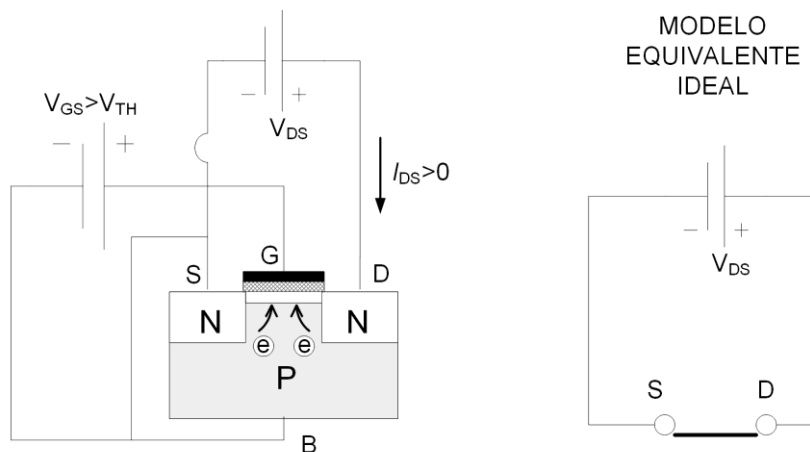 V_DS
− +
V_GS>V_TH
− +
I_DS>0
G
S
D
N
N
e e
P
B
MODELO
EQUIVALENTE
IDEAL
− +
V_DS
S
D